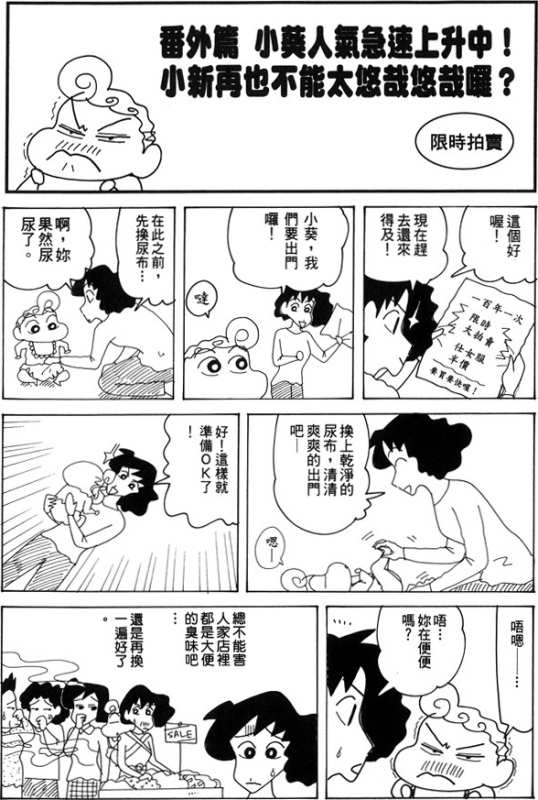 番外篇 小葵人氣急速上升中！
小新再也不能太悠哉悠哉囉？
限時拍賣
這個好
喔！
現在趕
去還來
得及！
百年一次
限時
大拍賣
仕女服
半價
要買要快喔！
小葵，我
們要出門
囉！
噠
在此之前，
先換尿布…
啊，妳
果然尿
尿了。
換上乾淨的
尿布，清清
爽爽的出門
吧—
嗯—
好！這樣就
準備OK了
！
唔嗯——…
唔…
妳在便便
嗎？
總不能害
人家店裡
都是大便
的臭味吧
…
還是再換
一遍好了
。
SALE